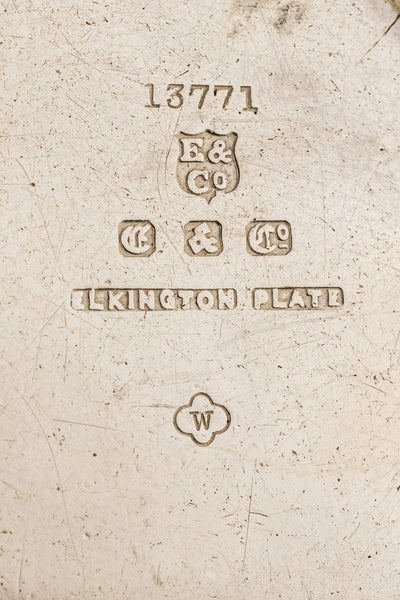 13771
E&
Co
E & Co
ELKINGTON PLATE
W